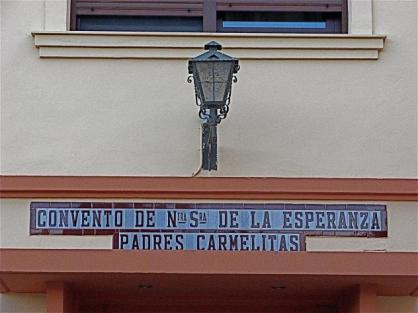 CONVENTO DE NTRA SRA DE LA ESPERANZA
PADRES CARMELITAS